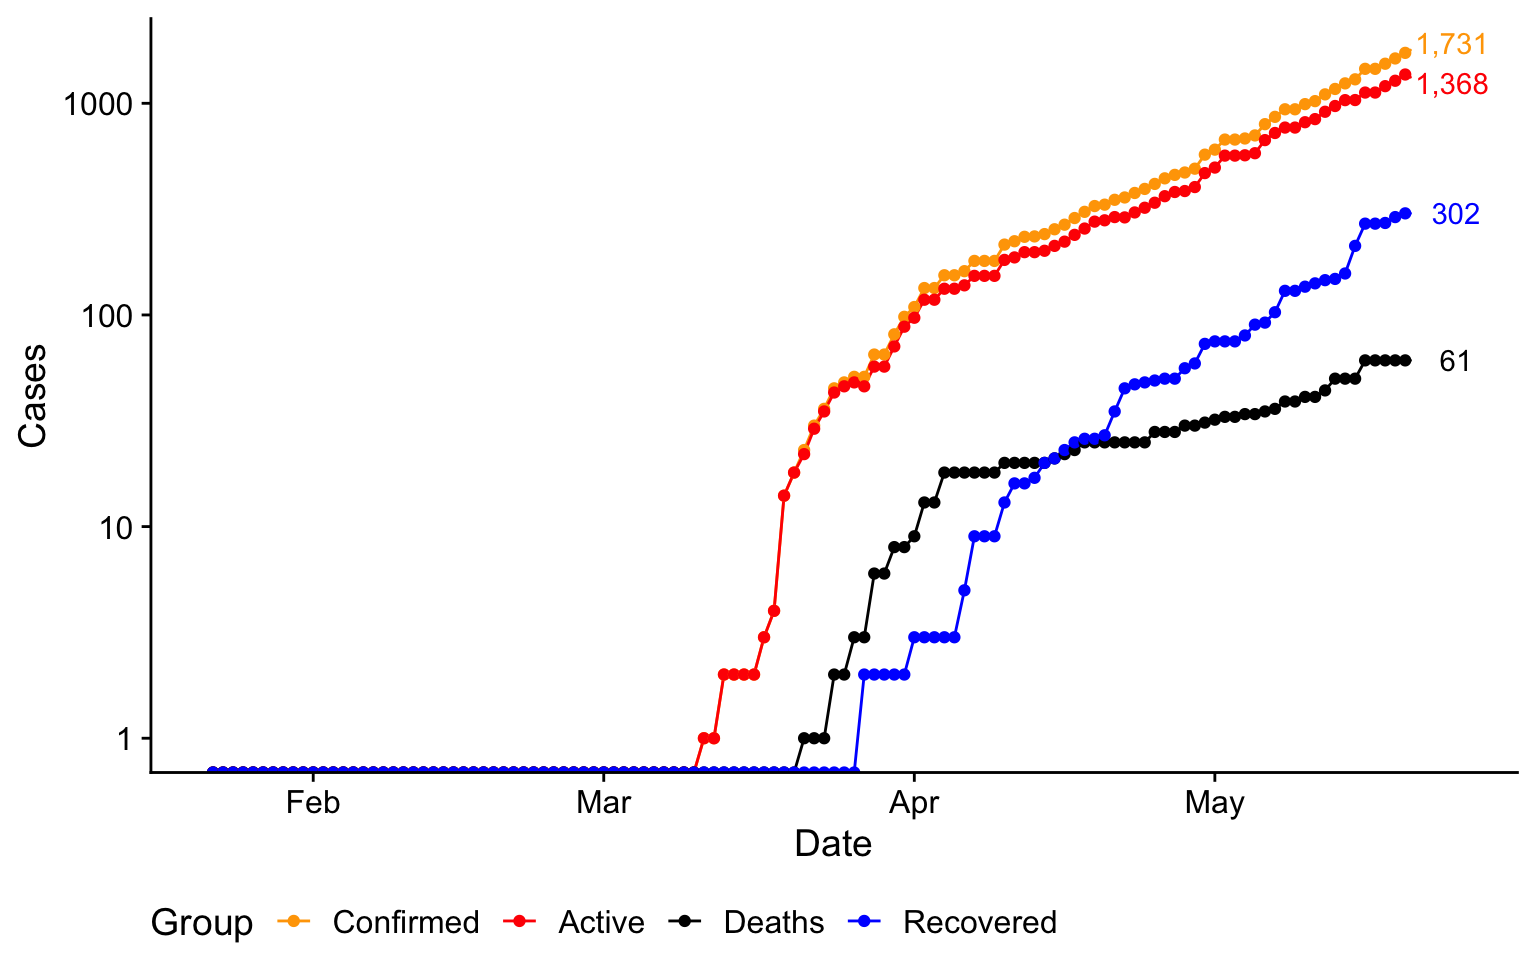 1,731
1,368
1000
302
100
61
10
1
Cases
Feb Mar Apr May
Date
Group Confirmed Active Deaths Recovered